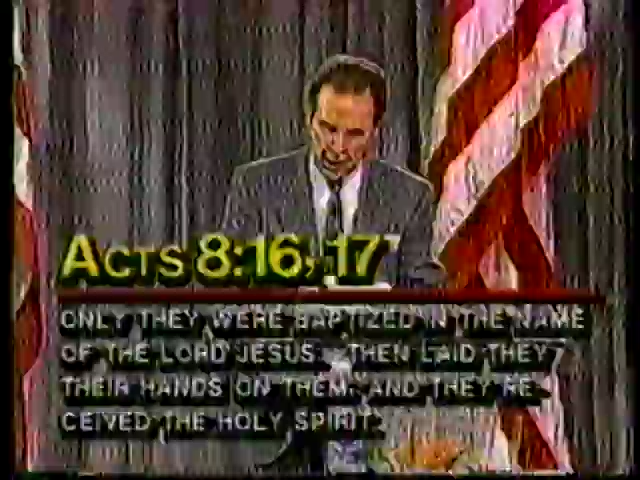 ACTS 8:16, 17
ONLY THEY WERE BAPTIZED IN THE NAME
OF THE LORD JESUS. THEN LAID THEY
THEIR HANDS ON THEM, AND THEY RE-
CEIVED THE HOLY SPIRIT.